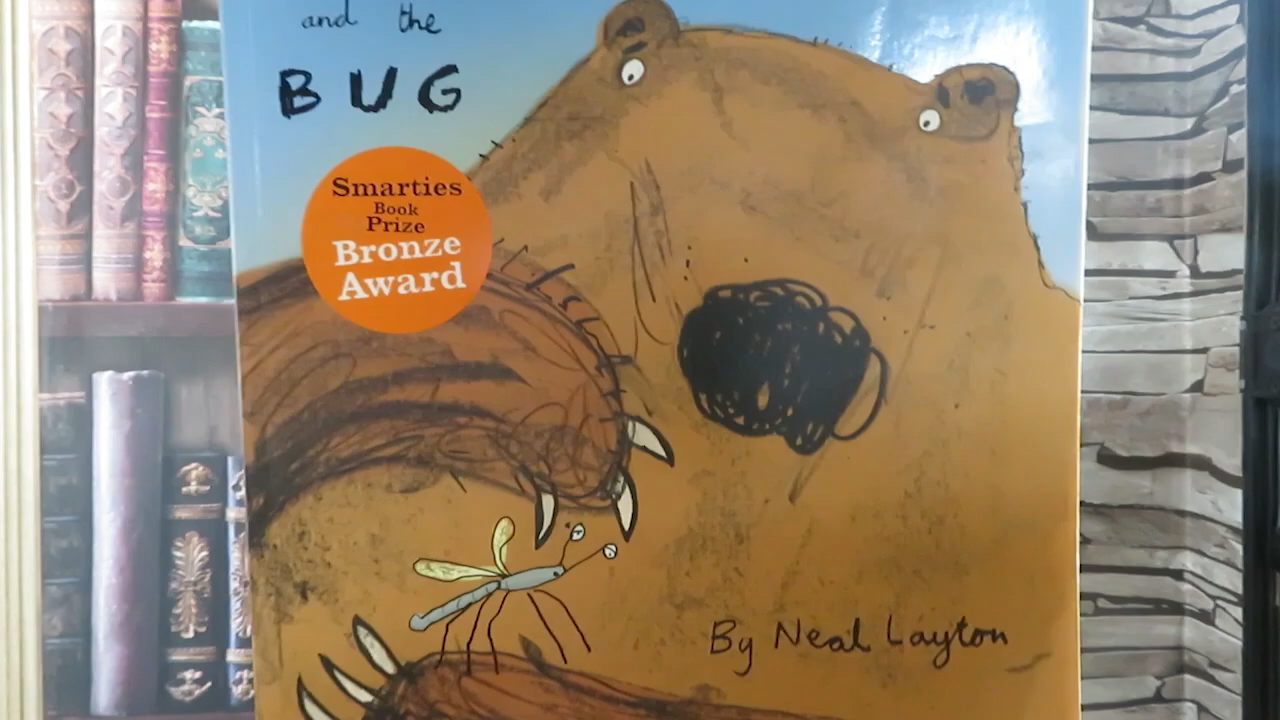 and the
BUG
Smarties
Book
Prize
Bronze
Award
By Neal Layton